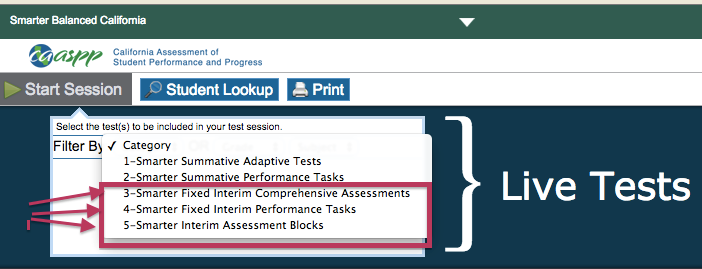 Smarter Balanced California
caaspp
California Assessment of
Student Performance and Progress
Start Session
Student Lookup
Print
Select the test(s) to be included in your test session.
Filter By
✓ Category
1-Smarter Summative Adaptive Tests
2-Smarter Summative Performance Tasks
3-Smarter Fixed Interim Comprehensive Assessments
4-Smarter Fixed Interim Performance Tasks
5-Smarter Interim Assessment Blocks
} Live Tests